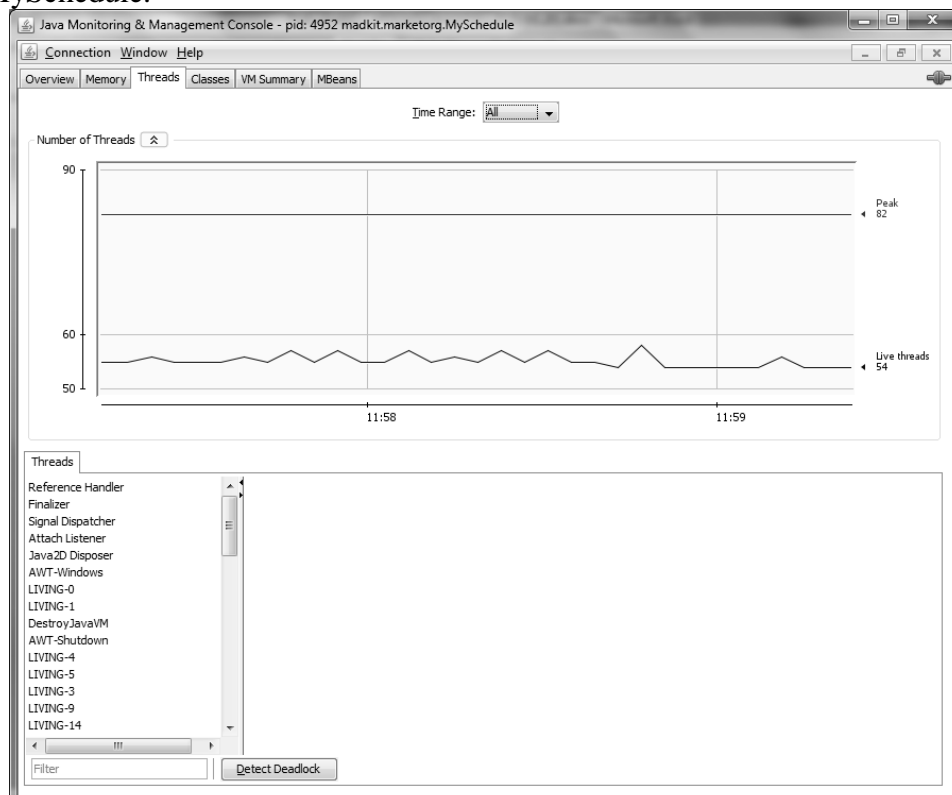 MySchedule.
Java Monitoring & Management Console - pid: 4952 madkit.marketorg.MySchedule
Connection Window Help
Overview Memory Threads Classes VM Summary MBeans
Time Range: All
Number of Threads
90
60
50
Peak
82
Live threads
54
11:58
11:59
Threads
Reference Handler
Finalizer
Signal Dispatcher
Attach Listener
Java2D Disposer
AWT-Windows
LIVING-0
LIVING-1
DestroyJavaVM
AWT-Shutdown
LIVING-4
LIVING-5
LIVING-3
LIVING-9
LIVING-14
Filter
Detect Deadlock